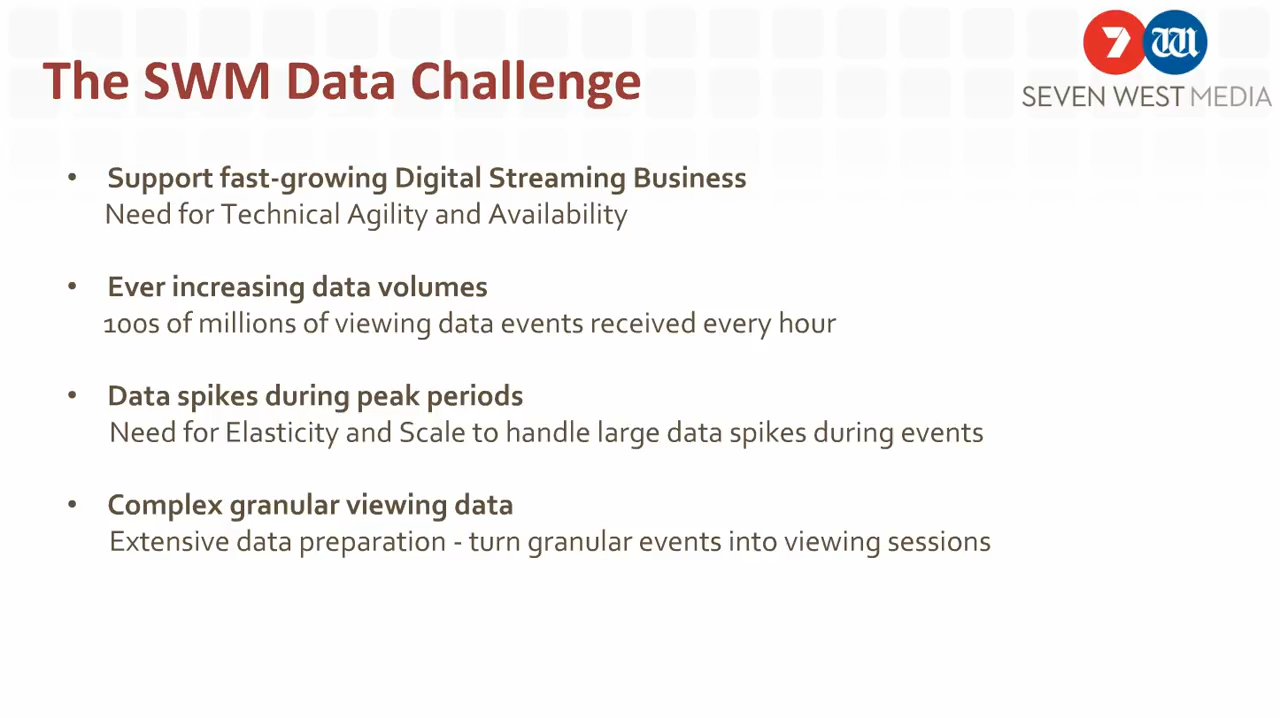 The SWM Data Challenge
7 W
SEVEN WEST MEDIA
• Support fast-growing Digital Streaming Business
Need for Technical Agility and Availability
• Ever increasing data volumes
100s of millions of viewing data events received every hour
• Data spikes during peak periods
Need for Elasticity and Scale to handle large data spikes during events
• Complex granular viewing data
Extensive data preparation - turn granular events into viewing sessions